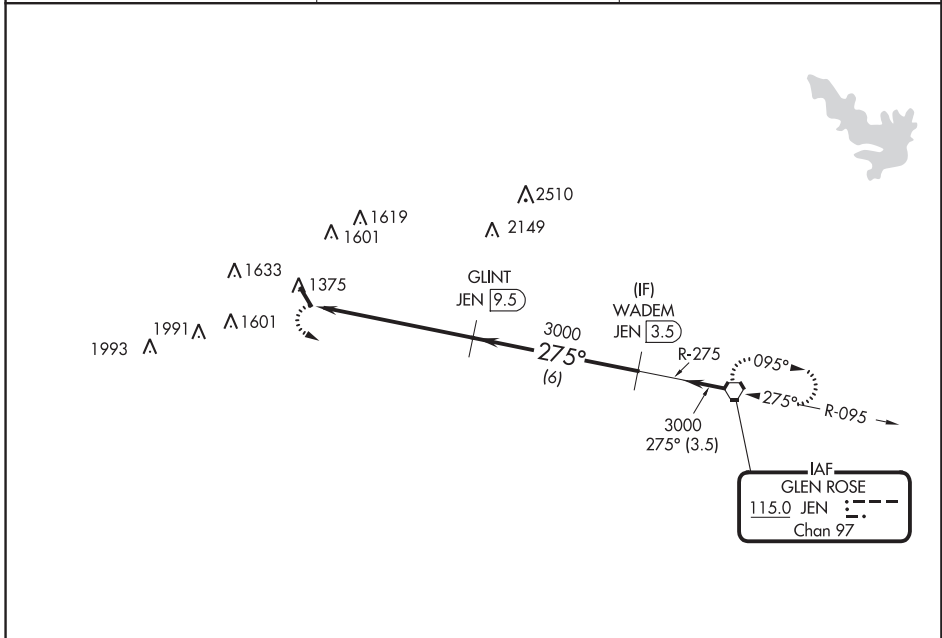 2510
1619
2149
1601
1633
1375
GLINT
JEN 9.5
(IF)
WADEM
JEN 3.5
1601
1991
1993
3000
275°
(6)
R-275
095°
275°
R-095
3000
275° (3.5)
IAF
GLEN ROSE
115.0 JEN
Chan 97